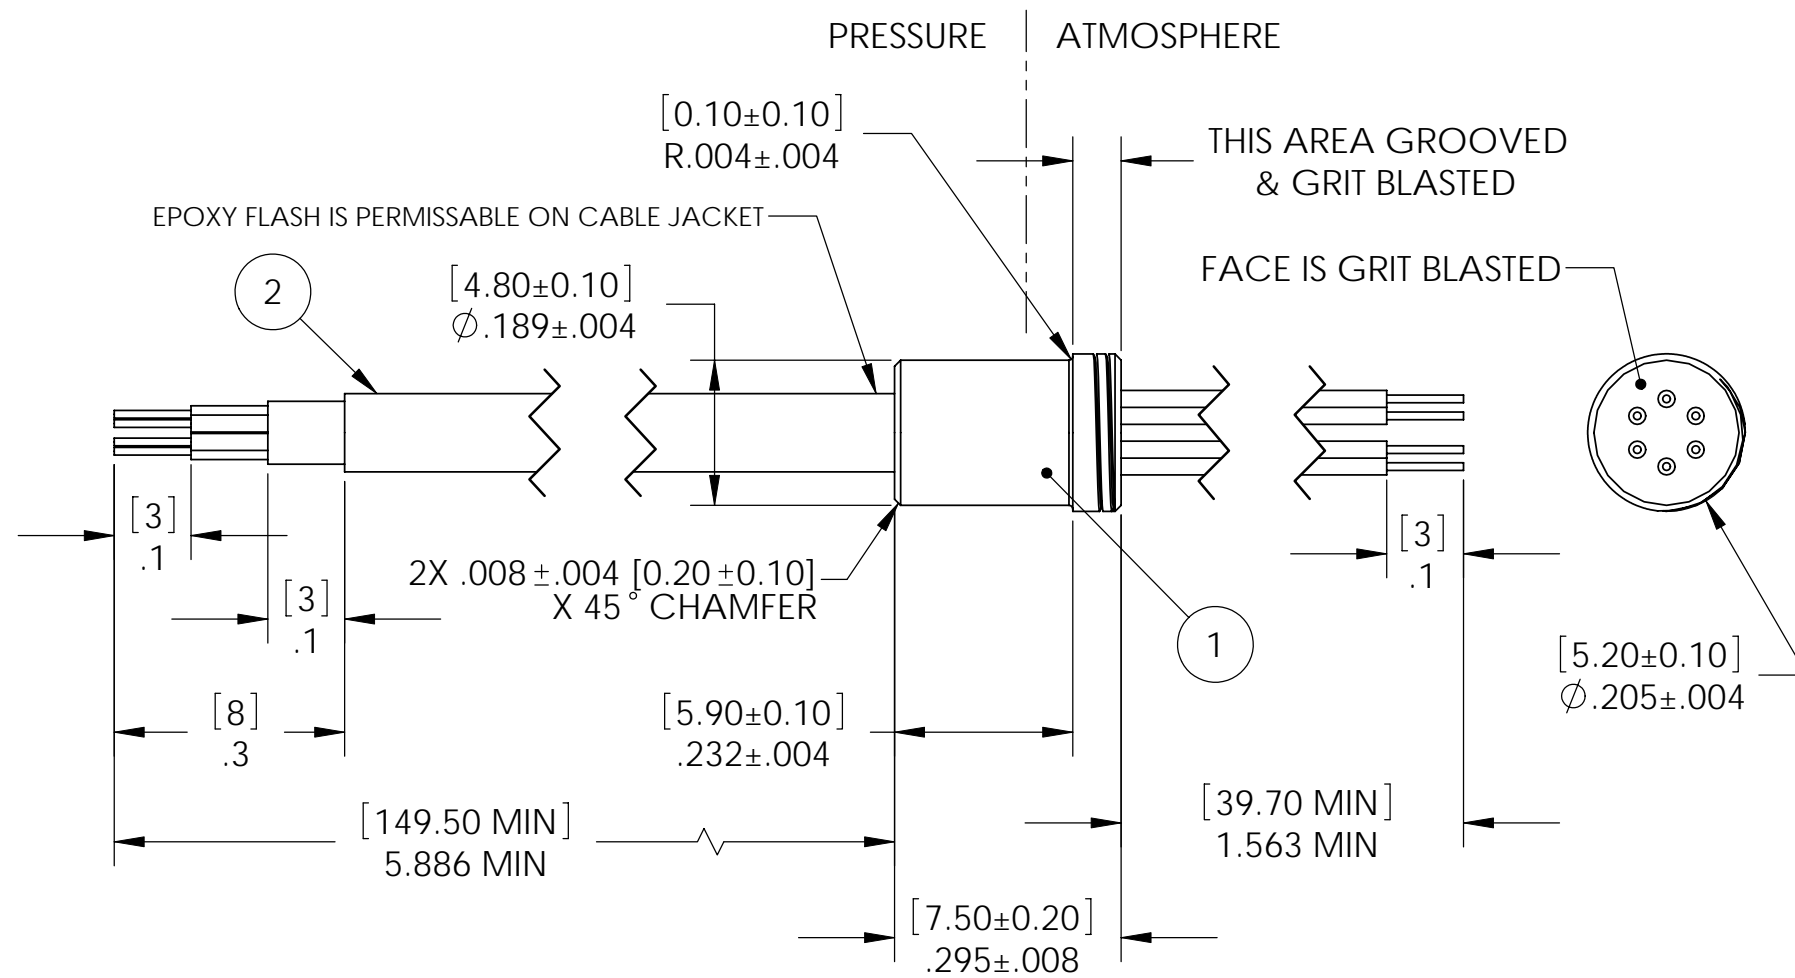 PRESSURE ATMOSPHERE
[0.10±0.10]
R.004±.004
THIS AREA GROOVED
& GRIT BLASTED
EPOXY FLASH IS PERMISSABLE ON CABLE JACKET
FACE IS GRIT BLASTED
2
[4.80±0.10]
∅.189±.004
[3]
.1
2X .008±.004 [0.20±0.10]
X 45° CHAMFER
[3]
.1
[3]
.1
1
[5.20±0.10]
∅.205±.004
[8]
.3
[5.90±0.10]
.232±.004
[149.50 MIN]
5.886 MIN
[39.70 MIN]
1.563 MIN
[7.50±0.20]
.295±.008